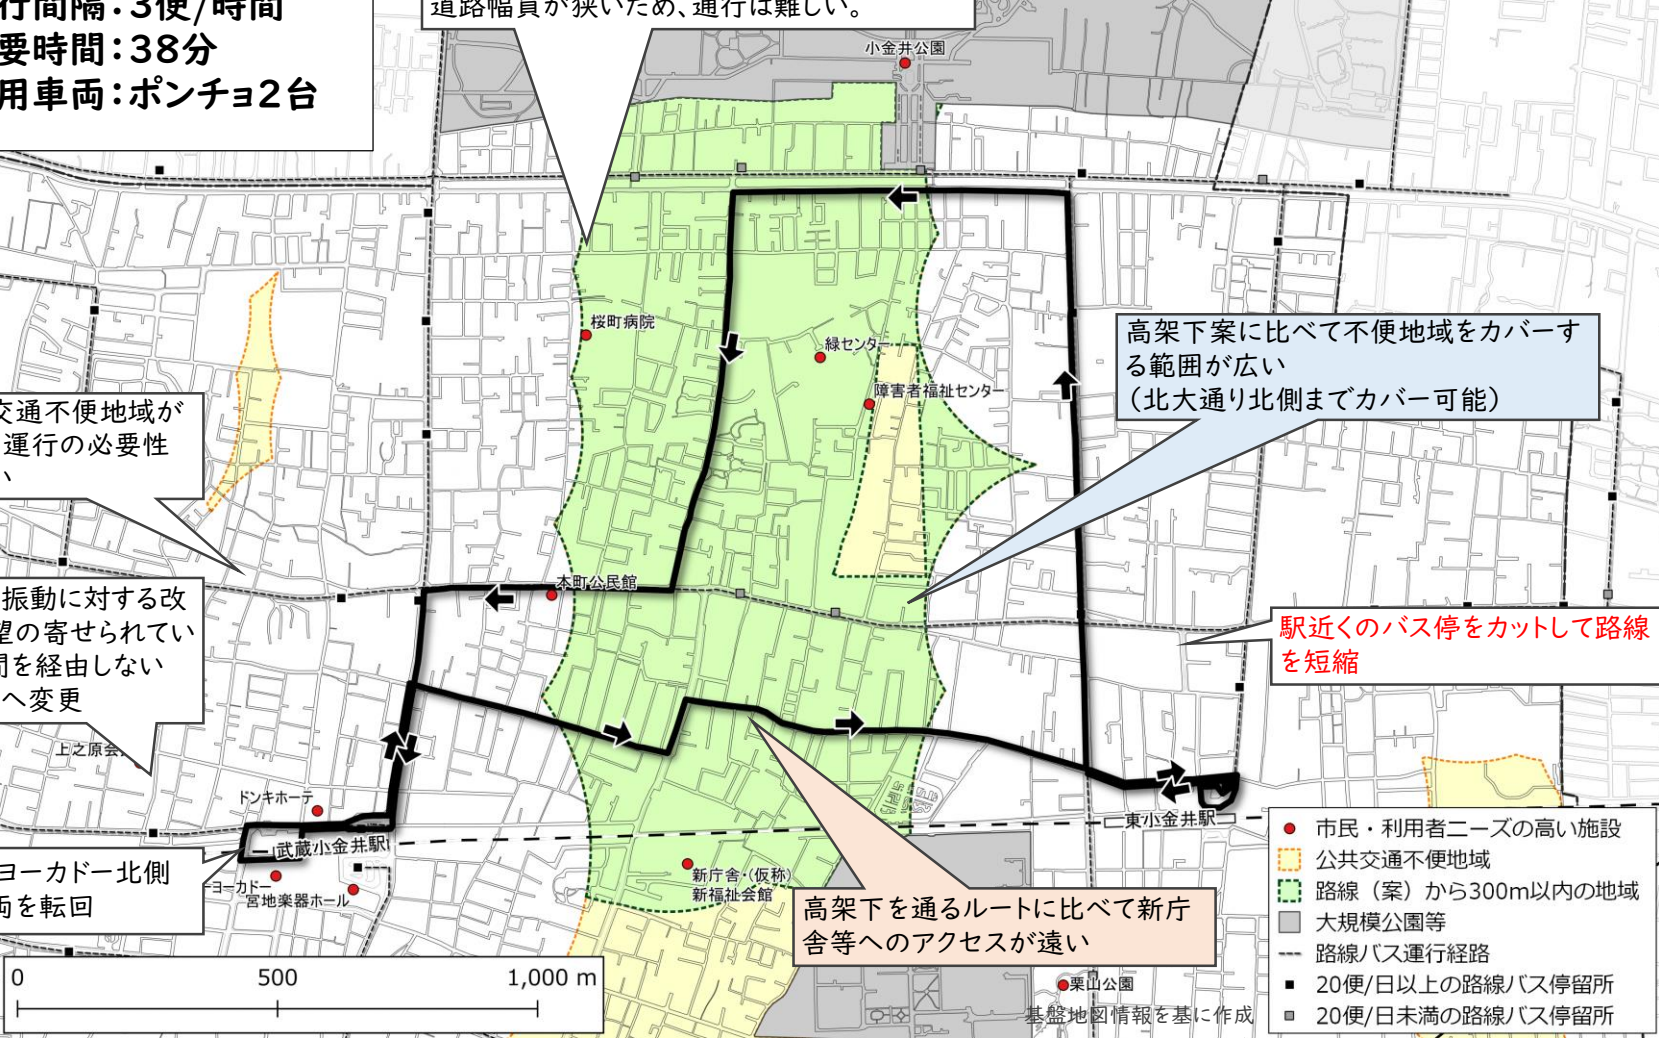 行間隔：3便/時間
要時間：38分
用車両：ポンチョ2台
道路幅員が狭いため、通行は難しい。
小金井公園
桜町病院
緑センター
障害者福祉センター
高架下案に比べて不便地域をカバーす
る範囲が広い
（北大通り北側までカバー可能）
交通不便地域が
運行の必要性
い
本町公民館
振動に対する改
望の寄せられてい
間を経由しない
へ変更
駅近くのバス停をカットして路線
を短縮
上之原会
ドンキホーテ
武蔵小金井駅
東小金井駅
ヨーカドー北側
両を転回
ーヨーカドー
宮地楽器ホール
新庁舎・(仮称)
新福祉会館
高架下を通るルートに比べて新庁
舎等へのアクセスが遠い
栗山公園
基盤地図情報を基に作成
0 500 1,000 m
市民・利用者ニーズの高い施設
公共交通不便地域
路線（案）から300m以内の地域
大規模公園等
路線バス運行経路
20便/日以上の路線バス停留所
20便/日未満の路線バス停留所